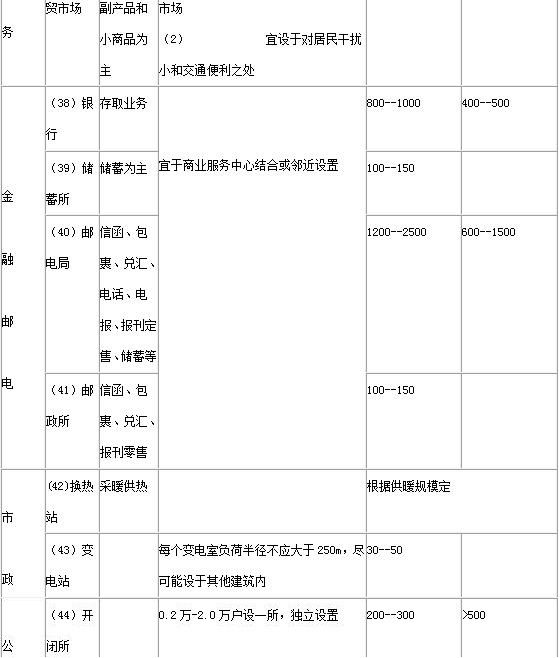 务
贸市场
副产品和
小商品为
主
市场
（2） 宜设于对居民干扰
小和交通便利之处
金
融
邮
电
（38）银
行
存取业务
宜于商业服务中心结合或邻近设置
800--1000
400--500
（39）储
蓄所
储蓄为主
100--150
（40）邮
电局
信函、包
裹、兑汇、
电话、电
报、报刊定
售、储蓄等
1200--2500
600--1500
（41）邮
政所
信函、包
裹、兑汇、
报刊零售
100--150
市
政
公
(42)换热
站
采暖供热
根据供暖规模定
（43）变
电站
每个变电室负荷半径不应大于 250m，尽
可能设于其他建筑内
30--50
（44）开
闭所
0.2 万-2.0 万户设一所，独立设置
200--300
>500